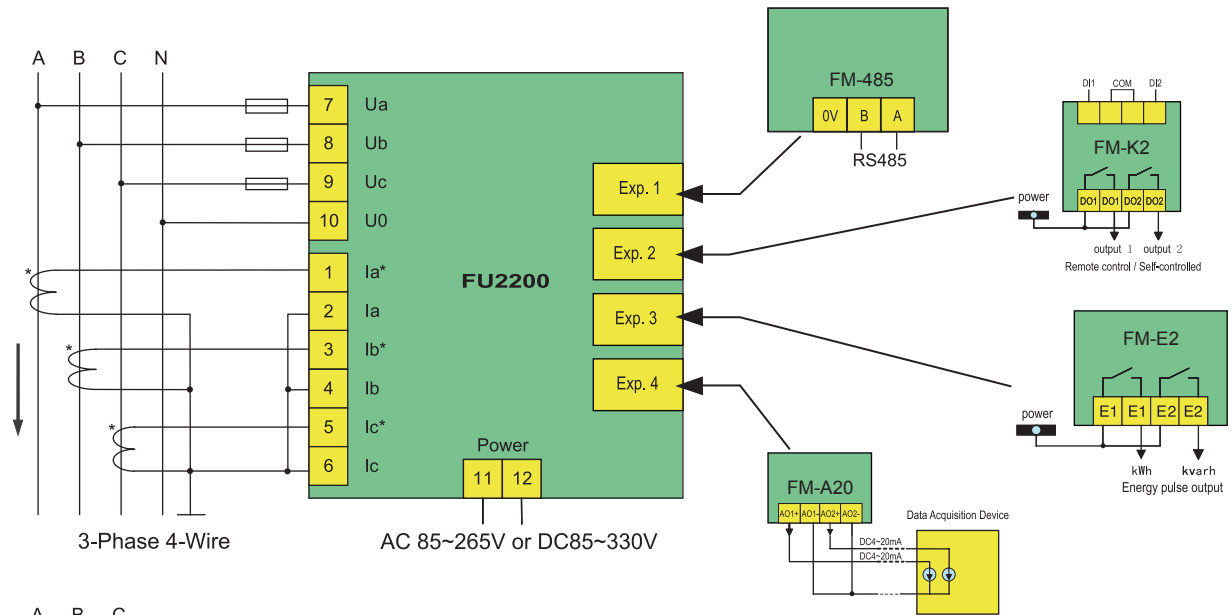 A B C N
7 Ua
8 Ub
9 Uc
10 U0
* 1 Ia*
2 Ia
* 3 Ib*
4 Ib
* 5 Ic*
6 Ic
FU2200
Exp. 1
Exp. 2
Exp. 3
Exp. 4
Power
11 12
3-Phase 4-Wire
AC 85~265V or DC85~330V
FM-485
0V B A
RS485
DI1 COM DI2
FM-K2
DO1 DO1 DO2 DO2
power
output 1 output 2
Remote control / Self-controlled
FM-E2
E1 E1 E2 E2
power
kWh kvarh
Energy pulse output
FM-A20
AO1+ AO1- AO2+ AO2-
Data Acquisition Device
DC4~20mA
DC4~20mA
A B C